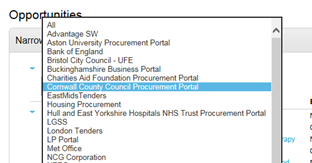 Opportunities
Narrow
All
Advantage SW
Aston University Procurement Portal
Bank of England
Bristol City Council - UFE
Buckinghamshire Business Portal
Charities Aid Foundation Procurement Portal
Cornwall County Council Procurement Portal
EastMidsTenders
Housing Procurement
Hull and East Yorkshire Hospitals NHS Trust Procurement Portal
LGSS
London Tenders
LP Portal
Met Office
NCG Corporation